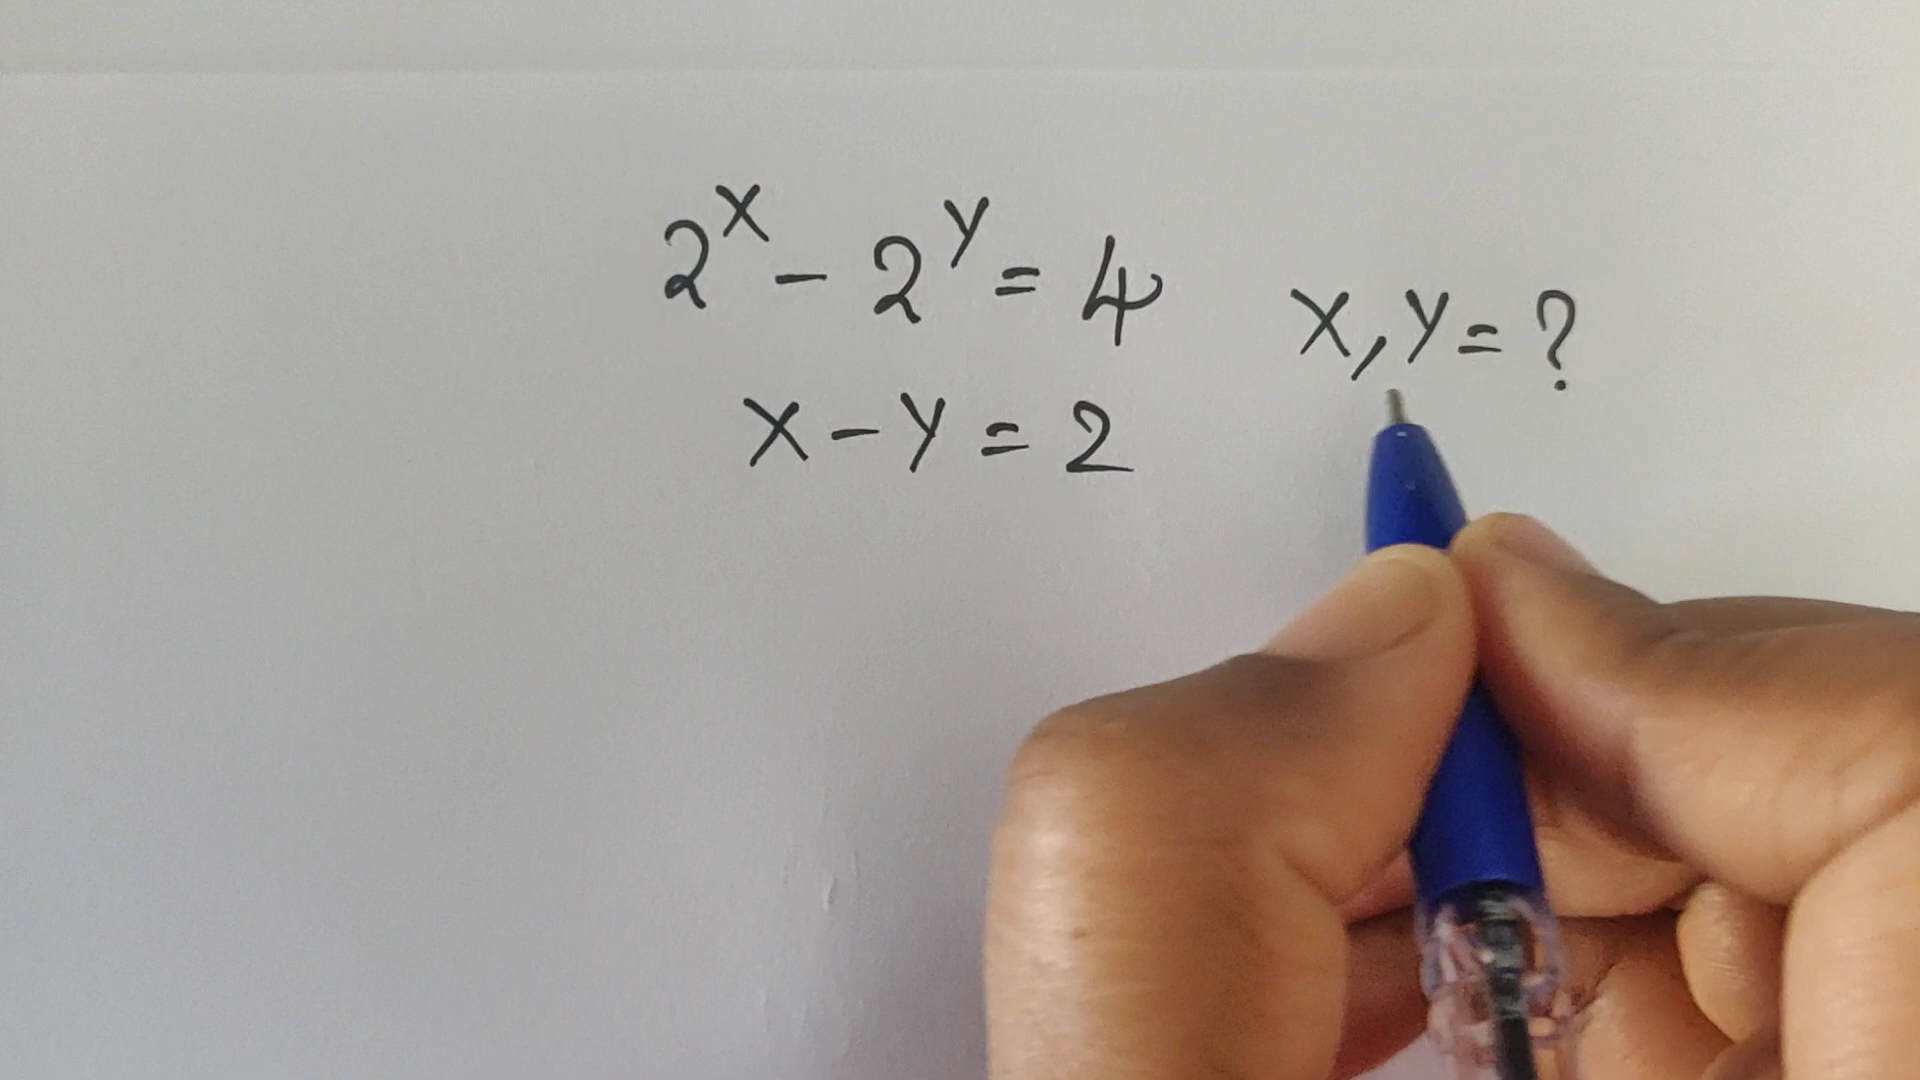 2^x - 2^y = 4
x, y = ?
x - y = 2